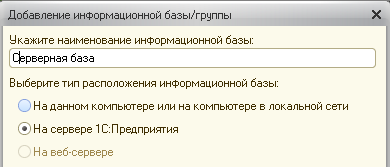 Добавление информационной базы/группы
Укажите наименование информационной базы:
Серверная база
Выберите тип расположения информационной базы:
На данном компьютере или на компьютере в локальной сети
На сервере 1С:Предприятия
На веб-сервере